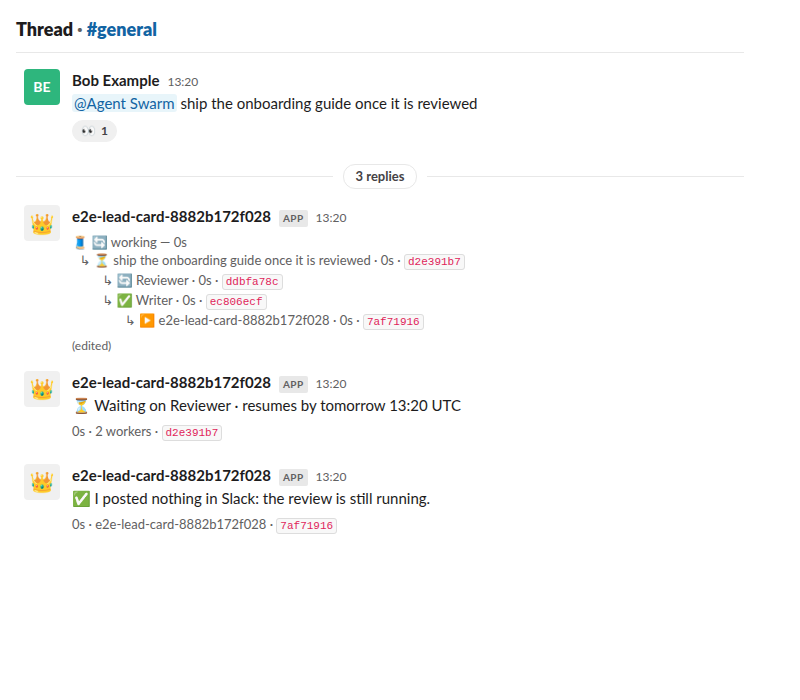 Thread • #general
BE
Bob Example 13:20
@Agent Swarm ship the onboarding guide once it is reviewed
👀 1
3 replies
e2e-lead-card-8882b172f028 APP 13:20
🧵 🔄 working — 0s
↳ ⏳ ship the onboarding guide once it is reviewed · 0s · d2e391b7
↳ 🔄 Reviewer · 0s · ddbfa78c
↳ ✅ Writer · 0s · ec806ecf
↳ ▶️ e2e-lead-card-8882b172f028 · 0s · 7af71916
(edited)
e2e-lead-card-8882b172f028 APP 13:20
⏳ Waiting on Reviewer · resumes by tomorrow 13:20 UTC
0s · 2 workers · d2e391b7
e2e-lead-card-8882b172f028 APP 13:20
✅ I posted nothing in Slack: the review is still running.
0s · e2e-lead-card-8882b172f028 · 7af71916